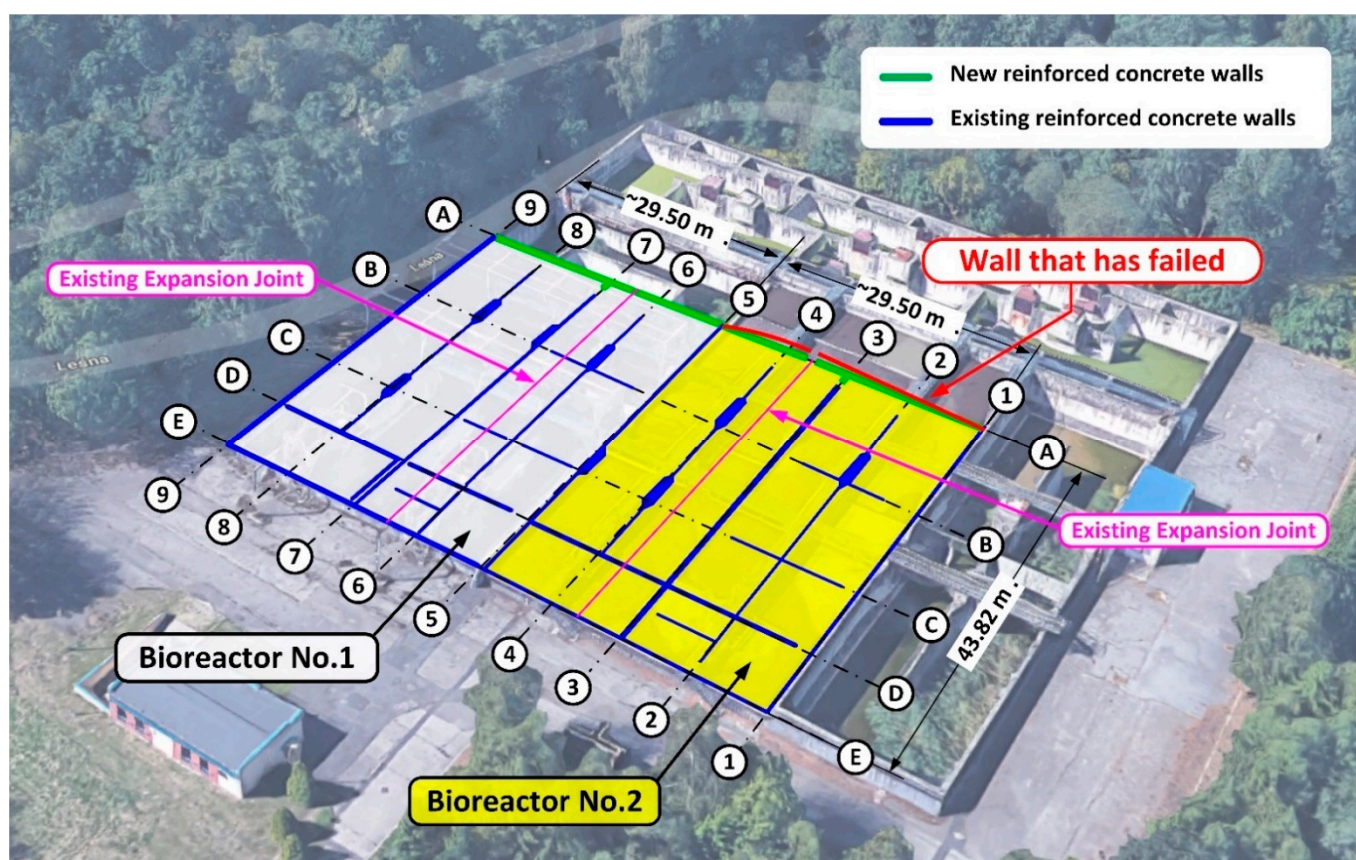 New reinforced concrete walls
Existing reinforced concrete walls
A
9
8
7
6
5
4
3
2
1
~29.50 m .
~29.50 m .
Wall that has failed
Existing Expansion Joint
Leśna
Leśna
B
C
D
E
A
B
C
D
E
43.82 m .
Existing Expansion Joint
9
8
7
6
5
4
3
2
1
Bioreactor No.1
Bioreactor No.2